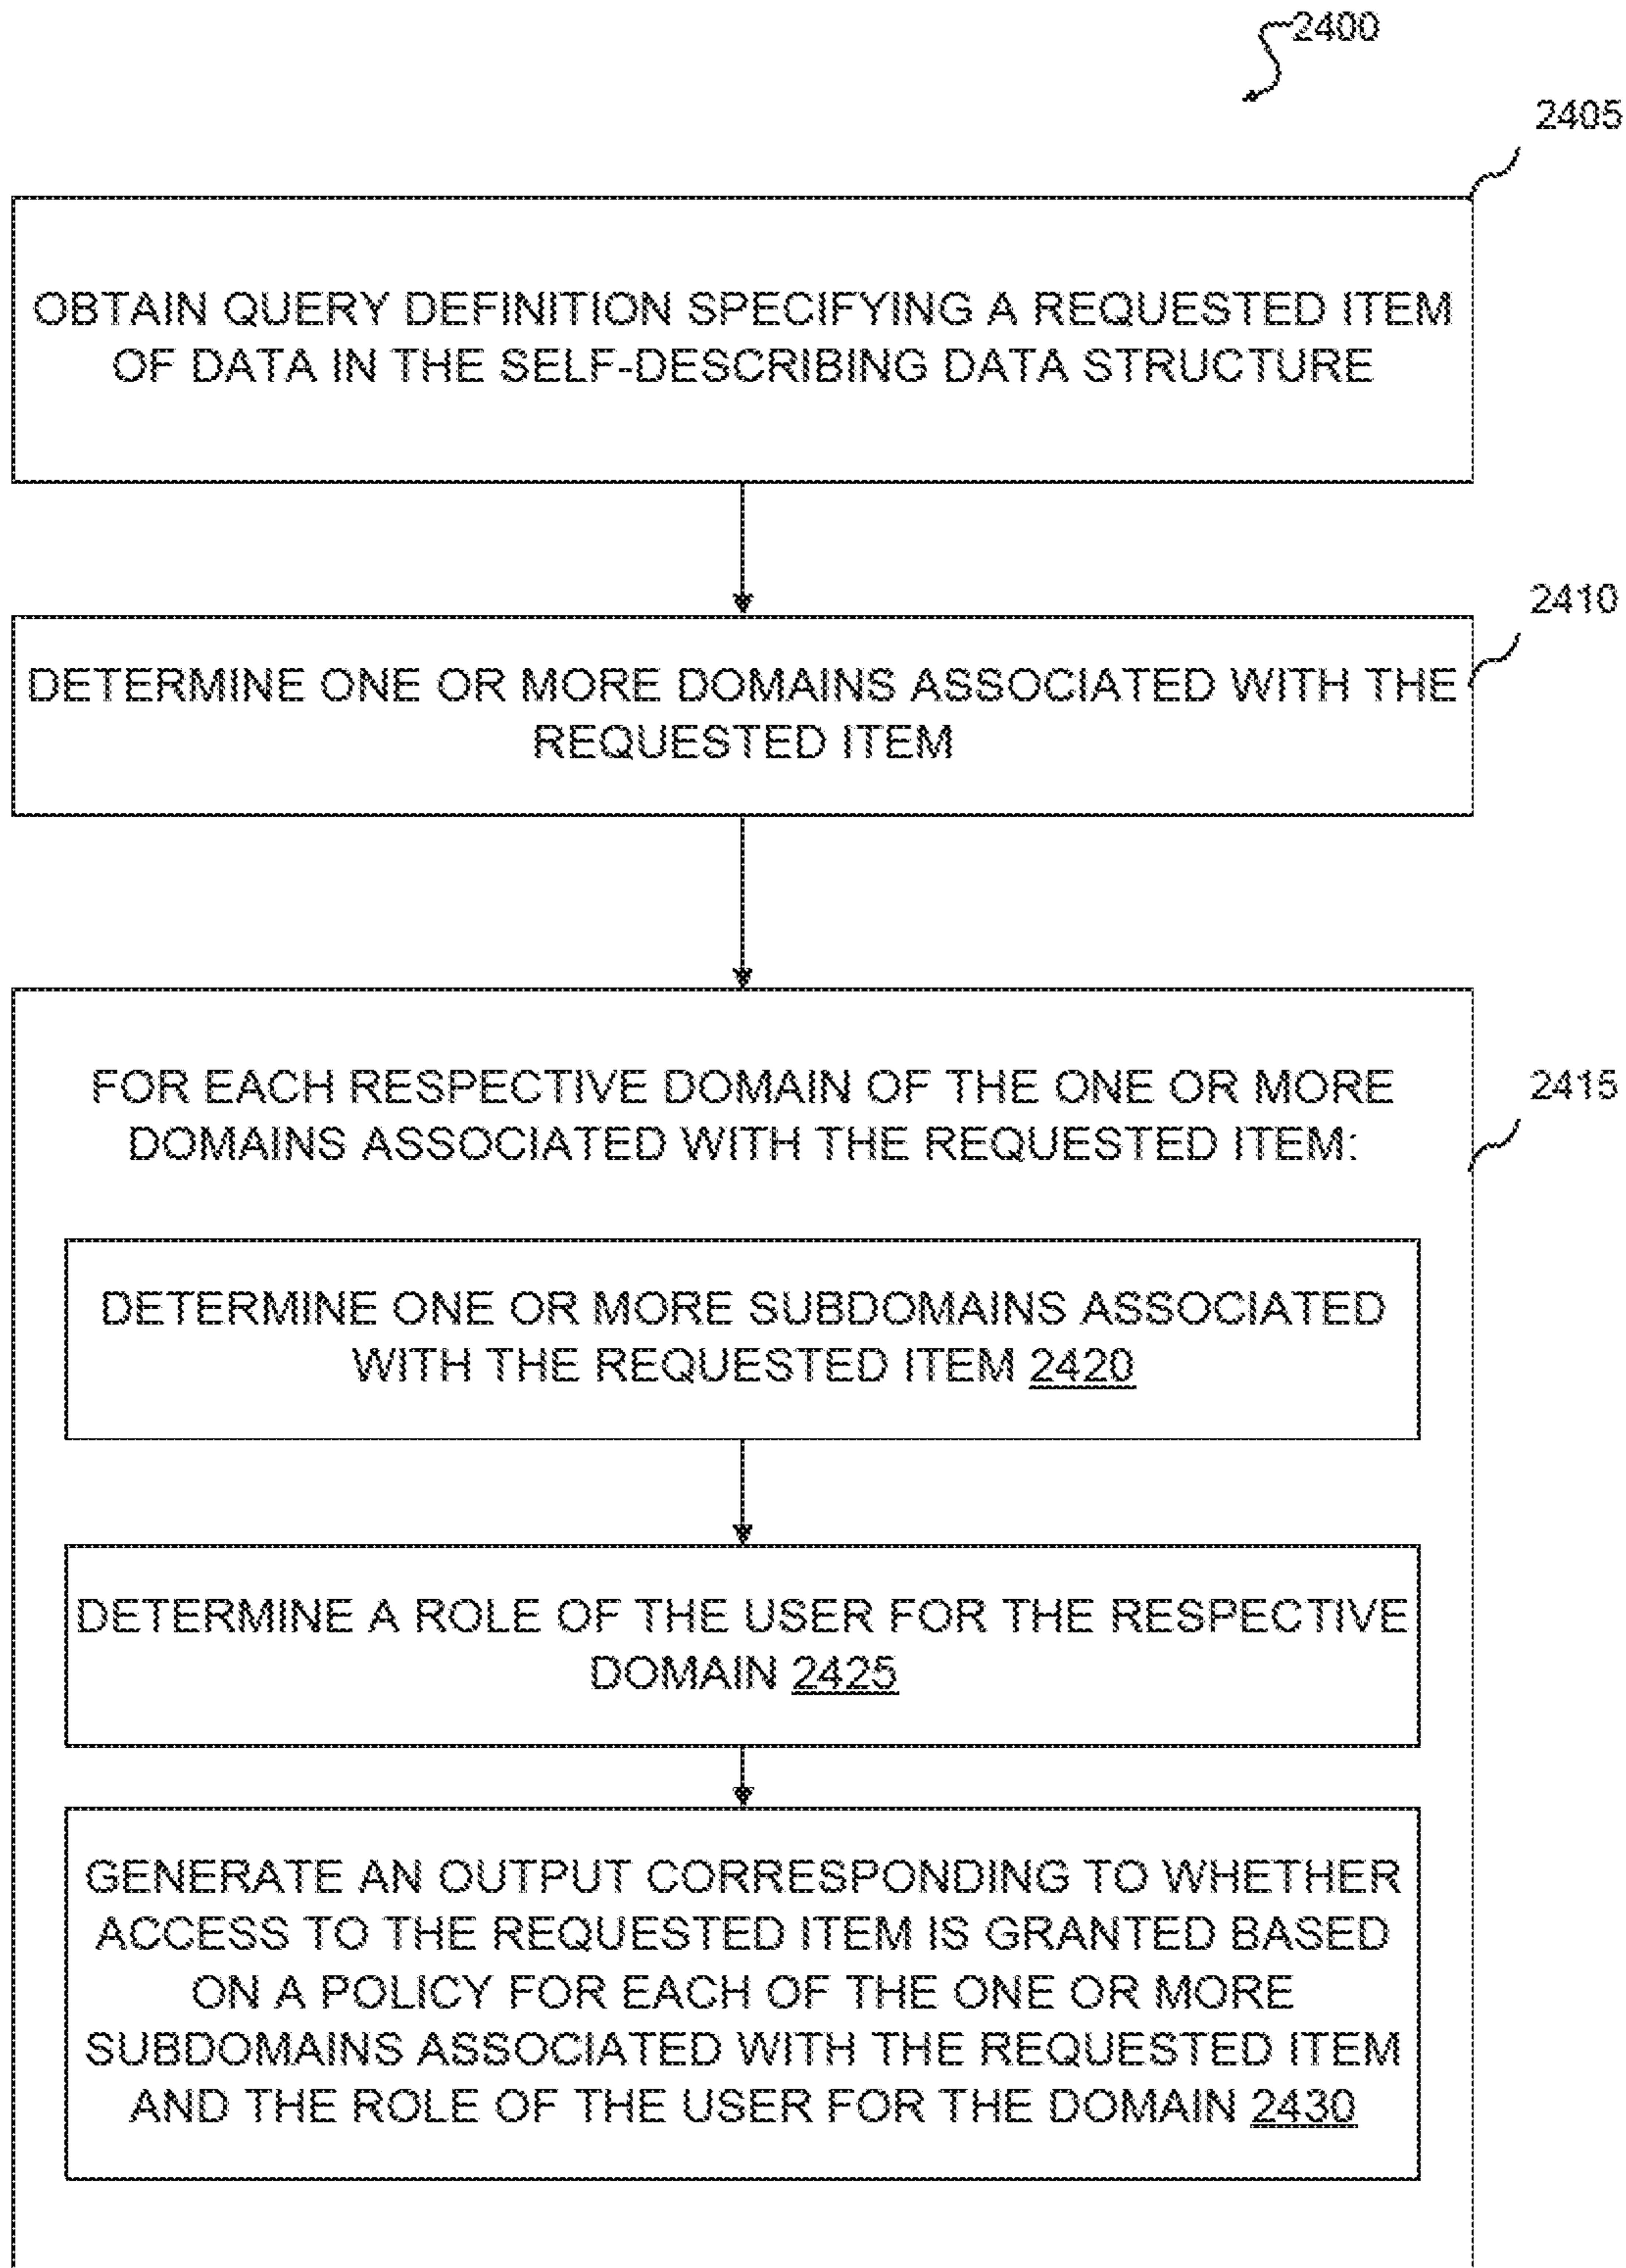 2400
2405
OBTAIN QUERY DEFINITION SPECIFYING A REQUESTED ITEM
OF DATA IN THE SELF-DESCRIBING DATA STRUCTURE
2410
DETERMINE ONE OR MORE DOMAINS ASSOCIATED WITH THE
REQUESTED ITEM
FOR EACH RESPECTIVE DOMAIN OF THE ONE OR MORE
DOMAINS ASSOCIATED WITH THE REQUESTED ITEM:
2415
DETERMINE ONE OR MORE SUBDOMAINS ASSOCIATED
WITH THE REQUESTED ITEM 2420
DETERMINE A ROLE OF THE USER FOR THE RESPECTIVE
DOMAIN 2425
GENERATE AN OUTPUT CORRESPONDING TO WHETHER
ACCESS TO THE REQUESTED ITEM IS GRANTED BASED
ON A POLICY FOR EACH OF THE ONE OR MORE
SUBDOMAINS ASSOCIATED WITH THE REQUESTED ITEM
AND THE ROLE OF THE USER FOR THE DOMAIN 2430